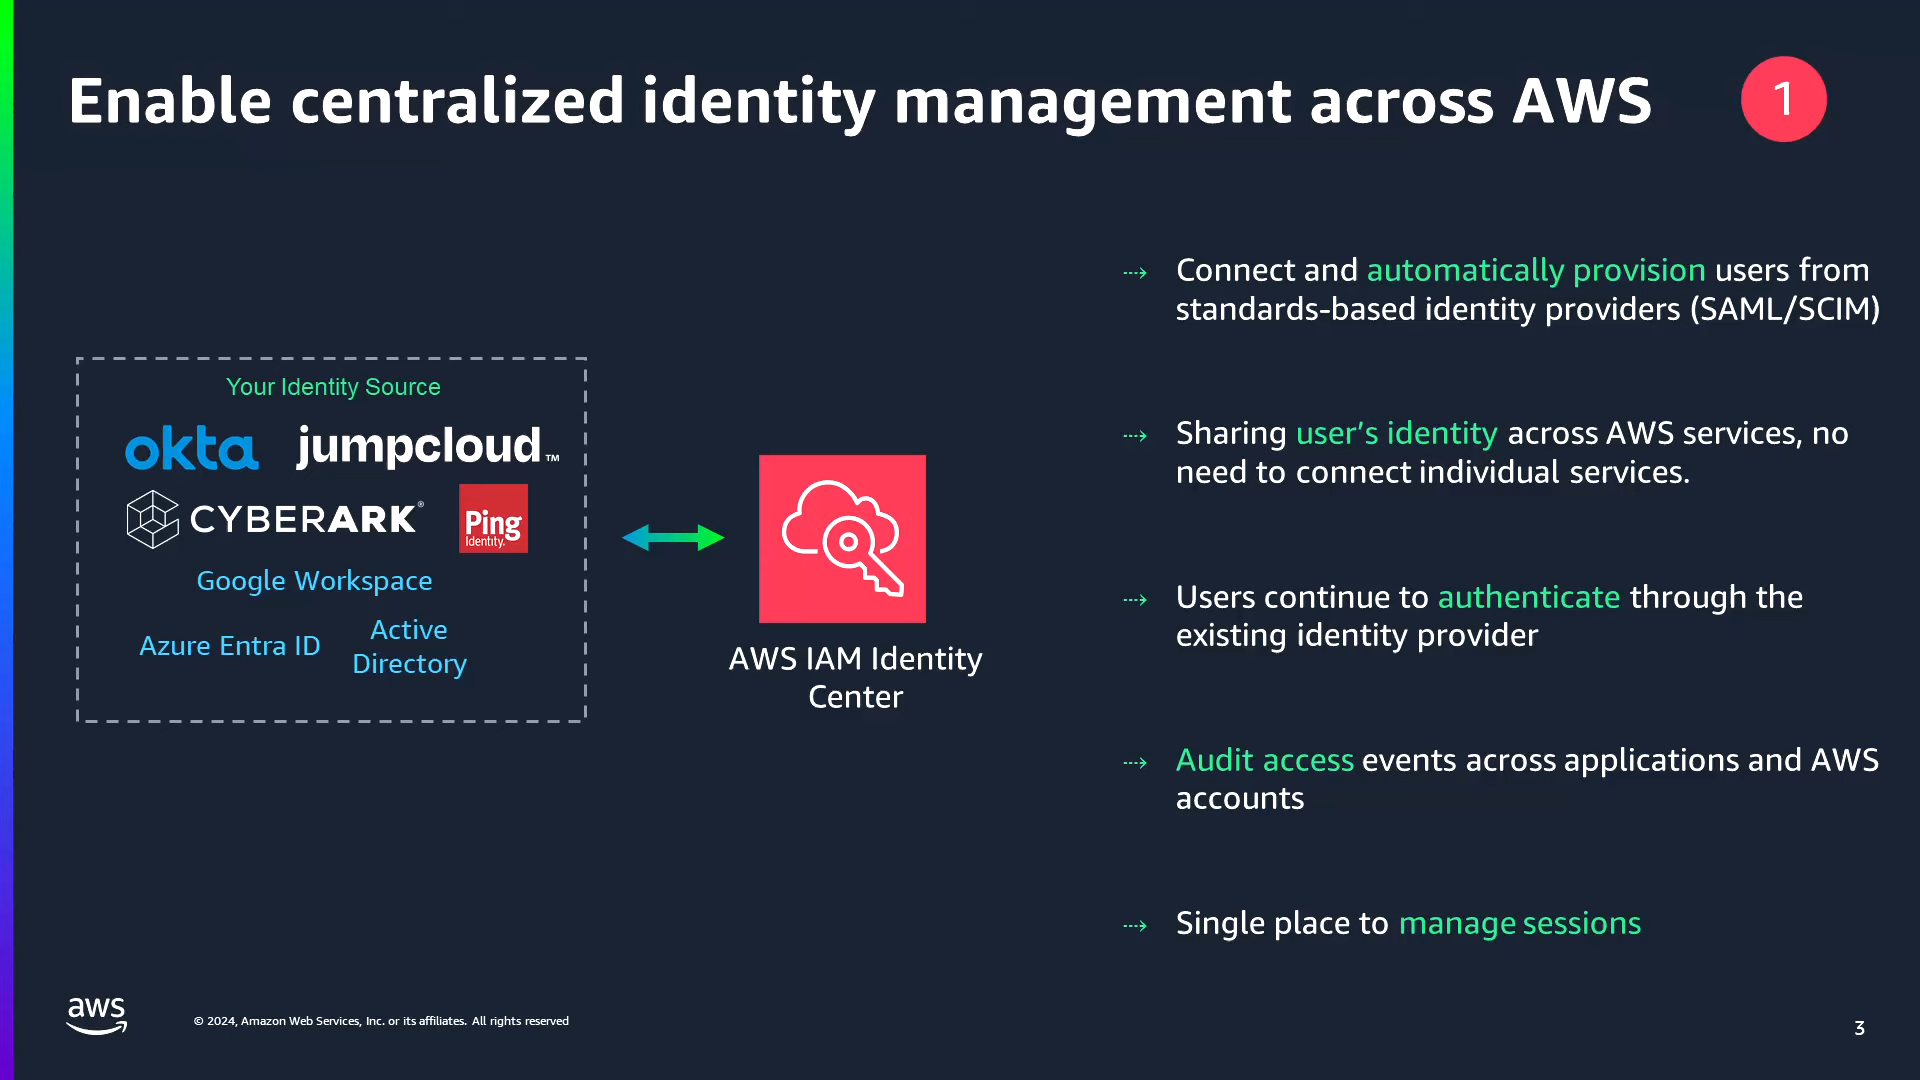 Enable centralized identity management across AWS
1
Your Identity Source
okta
jumpcloud™
CYBERARK®
Ping
Identity.
Google Workspace
Azure Entra ID
Active
Directory
AWS IAM Identity
Center
Connect and automatically provision users from
standards-based identity providers (SAML/SCIM)
Sharing user’s identity across AWS services, no
need to connect individual services.
Users continue to authenticate through the
existing identity provider
Audit access events across applications and AWS
accounts
Single place to manage sessions
aws
© 2024, Amazon Web Services, Inc. or its affiliates. All rights reserved
3